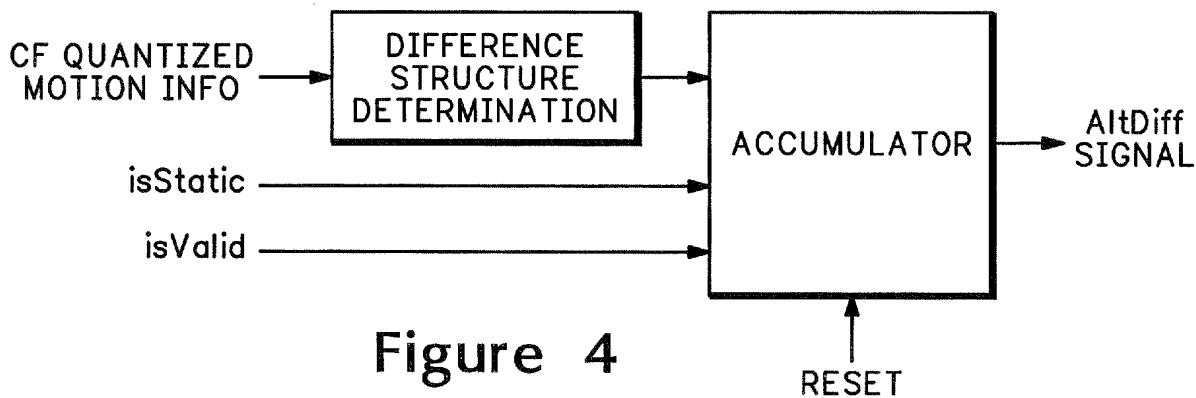 CF QUANTIZED
MOTION INFO
DIFFERENCE
STRUCTURE
DETERMINATION
ACCUMULATOR
AltDiff
SIGNAL
isStatic
isValid
RESET
Figure 4